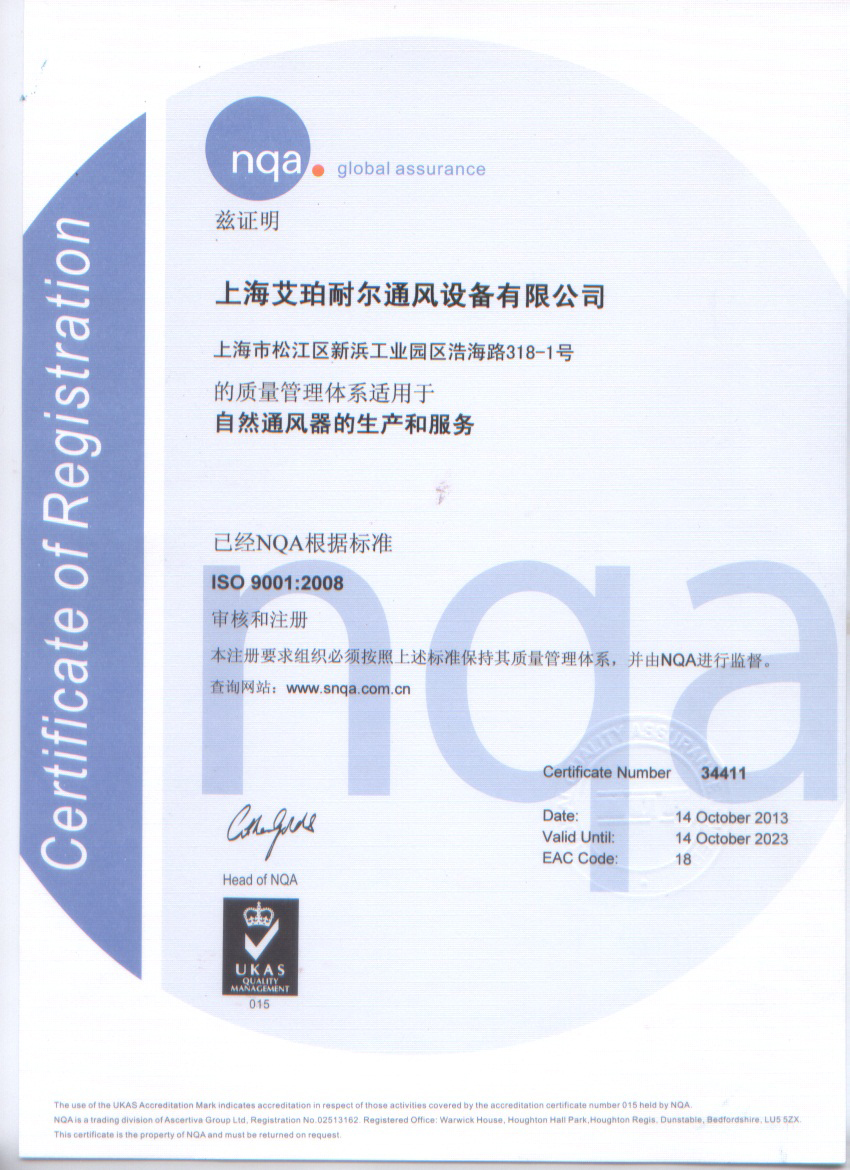 Certificate of Registration
nqa.
global assurance
兹证明
上海艾珀耐尔通风设备有限公司
上海市松江区新浜工业园区浩海路318-1号
的质量管理体系适用于
自然通风器的生产和服务
已经NQA根据标准
ISO 9001:2008
审核和注册
本注册要求组织必须按照上述标准保持其质量管理体系，并由NQA进行监督。
查询网站：www.snqa.com.cn
nqa
QUALITY ASSURANCE
Certificate Number 34411
Date: 14 October 2013
Valid Until: 14 October 2023
EAC Code: 18
Head of NQA
UKAS
QUALITY
MANAGEMENT
015
The use of the UKAS Accreditation Mark indicates accreditation in respect of those activities covered by the accreditation certificate number 015 held by NQA.
NQA is a trading division of Ascertiva Group Ltd, Registration No.02513162. Registered Office: Warwick House, Houghton Hall Park,Houghton Regis, Dunstable, Bedfordshire, LU5 5ZX.
This certificate is the property of NQA and must be returned on request.